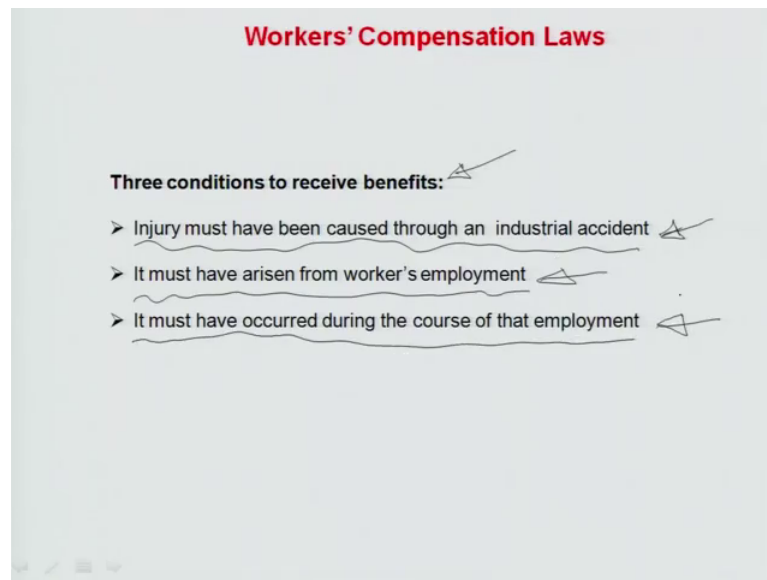 Workers' Compensation Laws
Three conditions to receive benefits:
➢ Injury must have been caused through an industrial accident
➢ It must have arisen from worker's employment
➢ It must have occurred during the course of that employment